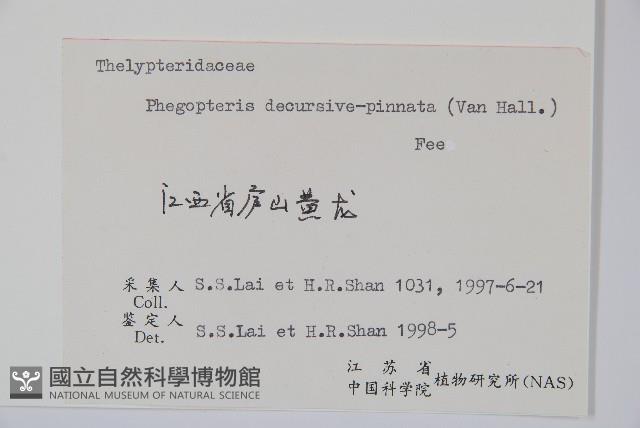 Thelypteridaceae
Phegopteris decursive-pinnata (Van Hall.)
Fee
江西省庐山黄龙
采集人 S.S.Lai et H.R.Shan 1031, 1997-6-21
Coll.
鉴定人 S.S.Lai et H.R.Shan 1998-5
Det.
江苏省
中国科学院 植物研究所(NAS)
國立自然科學博物館
NATIONAL MUSEUM OF NATURAL SCIENCE